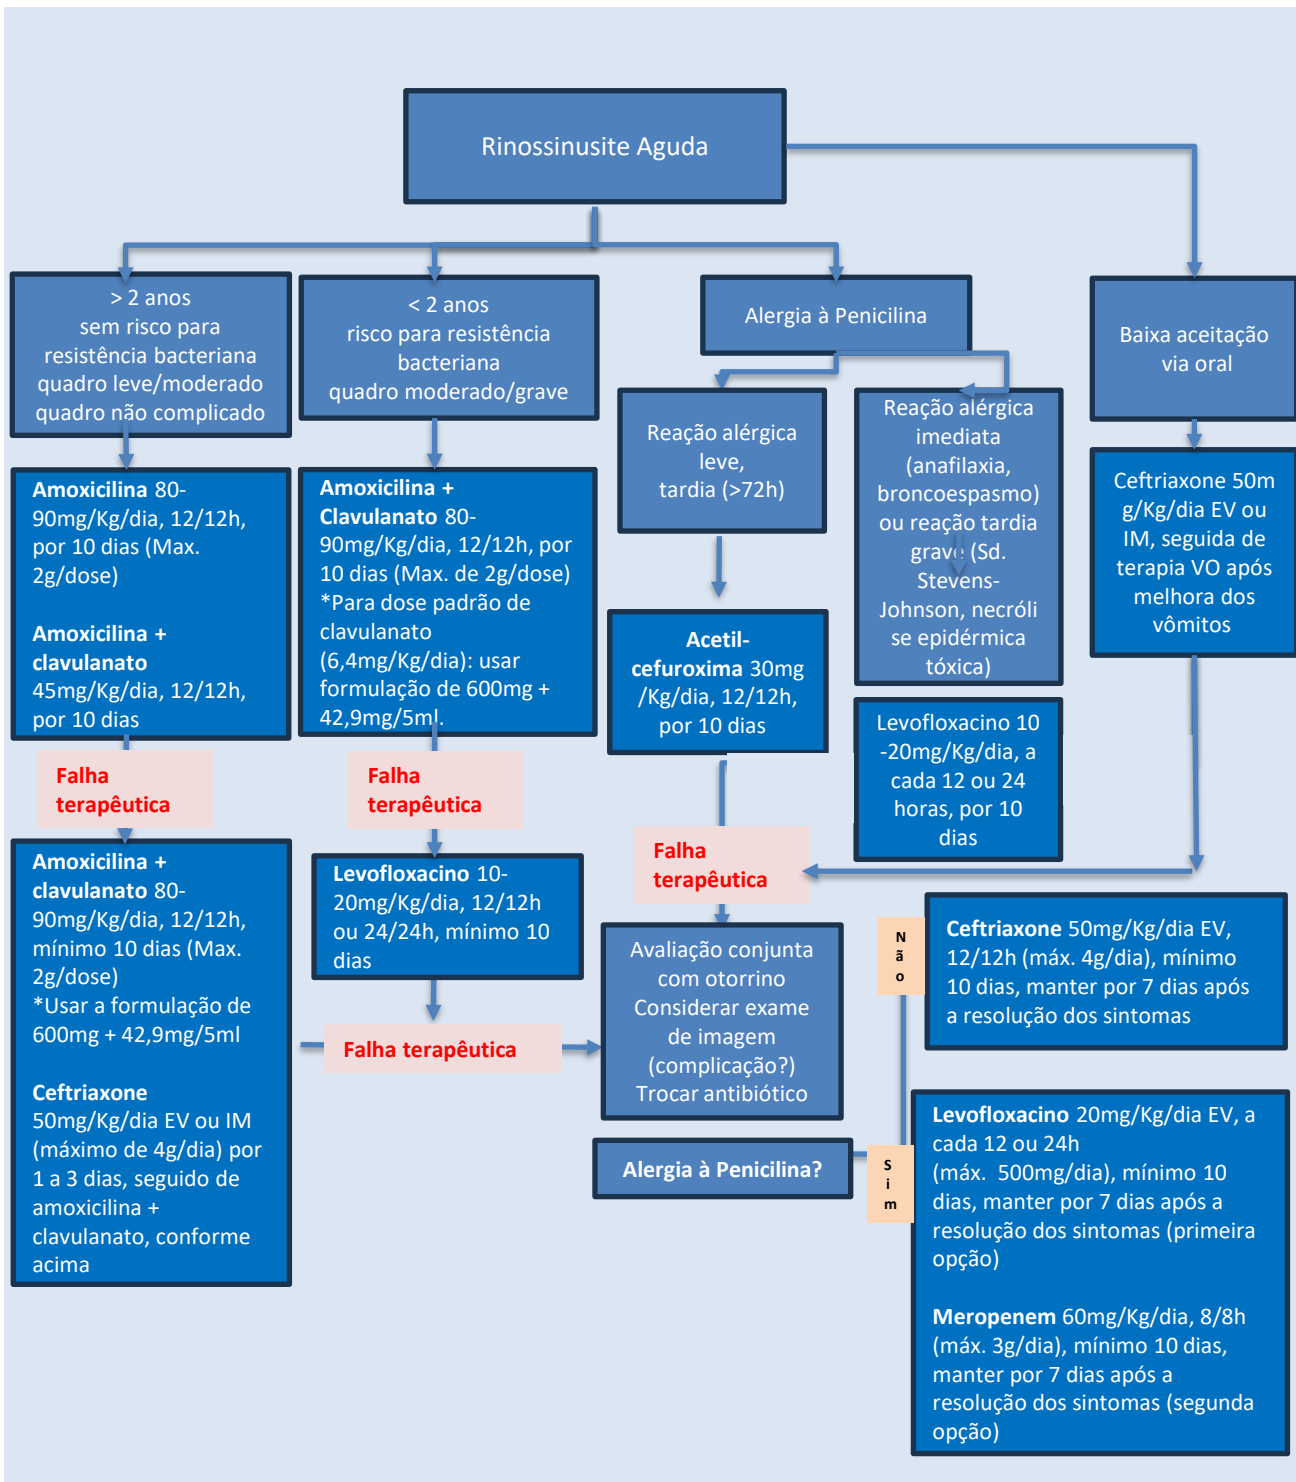 Rinossinusite Aguda
> 2 anos
sem risco para
resistência bacteriana
quadro leve/moderado
quadro não complicado
< 2 anos
risco para resistência
bacteriana
quadro moderado/grave
Alergia à Penicilina
Baixa aceitação
via oral
Reação alérgica
leve,
tardia (>72h)
Reação alérgica
imediata
(anafilaxia,
broncoespasmo)
ou reação tardia
grave (Sd.
Stevens-
Johnson, necróli
se epidérmica
tóxica)
Amoxicilina 80-
90mg/Kg/dia, 12/12h,
por 10 dias (Max.
2g/dose)
Amoxicilina +
clavulanato
45mg/Kg/dia, 12/12h,
por 10 dias
Amoxicilina +
Clavulanato 80-
90mg/Kg/dia, 12/12h, por
10 dias (Max. de 2g/dose)
*Para dose padrão de
clavulanato
(6,4mg/Kg/dia): usar
formulação de 600mg +
42,9mg/5ml.
Acetil-
cefuroxima 30mg
/Kg/dia, 12/12h,
por 10 dias
Levofloxacino 10
-20mg/Kg/dia, a
cada 12 ou 24
horas, por 10
dias
Ceftriaxone 50m
g/Kg/dia EV ou
IM, seguida de
terapia VO após
melhora dos
vômitos
Falha
terapêutica
Falha
terapêutica
Falha
terapêutica
Amoxicilina +
clavulanato 80-
90mg/Kg/dia, 12/12h,
mínimo 10 dias (Max.
2g/dose)
*Usar a formulação de
600mg + 42,9mg/5ml
Ceftriaxone
50mg/Kg/dia EV ou IM
(máximo de 4g/dia) por
1 a 3 dias, seguido de
amoxicilina +
clavulanato, conforme
acima
Levofloxacino 10-
20mg/Kg/dia, 12/12h
ou 24/24h, mínimo 10
dias
Falha terapêutica
Avaliação conjunta
com otorrino
Considerar exame
de imagem
(complicação?)
Trocar antibiótico
Alergia à Penicilina?
N
ã
o
Ceftriaxone 50mg/Kg/dia EV,
12/12h (máx. 4g/dia), mínimo
10 dias, manter por 7 dias após
a resolução dos sintomas
S
i
m
Levofloxacino 20mg/Kg/dia EV, a
cada 12 ou 24h
(máx. 500mg/dia), mínimo 10
dias, manter por 7 dias após a
resolução dos sintomas (primeira
opção)
Meropenem 60mg/Kg/dia, 8/8h
(máx. 3g/dia), mínimo 10 dias,
manter por 7 dias após a
resolução dos sintomas (segunda
opção)